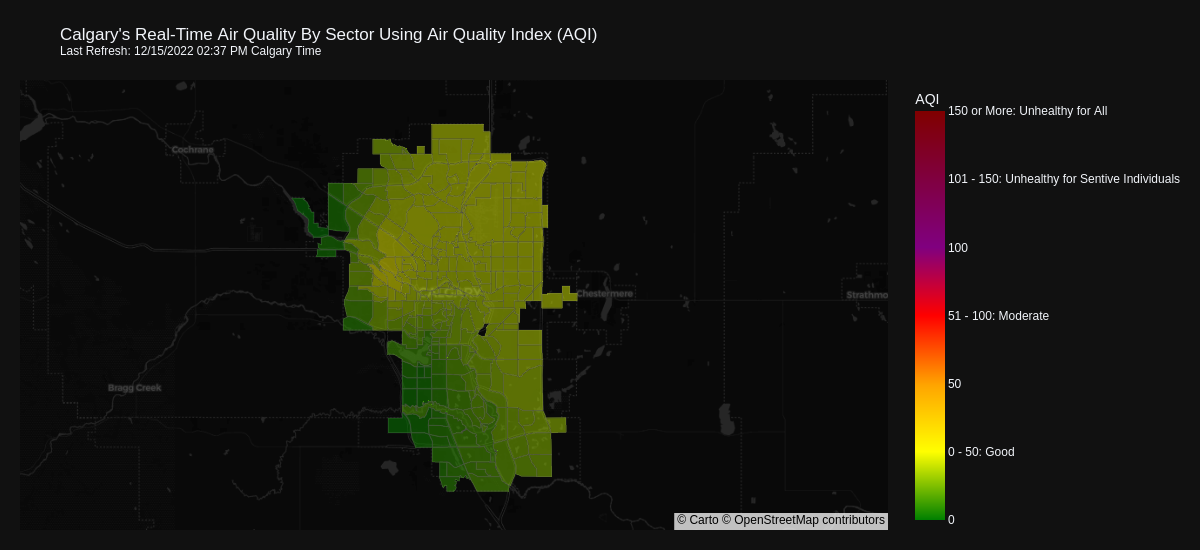 Calgary's Real-Time Air Quality By Sector Using Air Quality Index (AQI)
Last Refresh: 12/15/2022 02:37 PM Calgary Time
AQI
150 or More: Unhealthy for All
Cochrane
101 - 150: Unhealthy for Sentive Individuals
100
CALGARY
Chestermere
Strathmo
51 - 100: Moderate
Bragg Creek
50
0 - 50: Good
0
© Carto © OpenStreetMap contributors